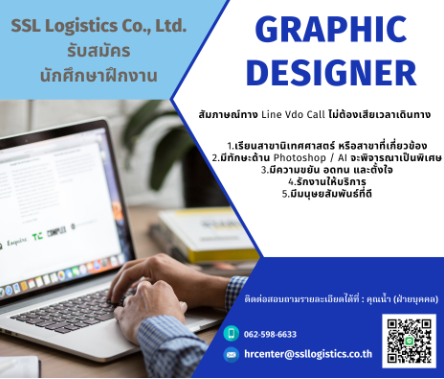 SSL Logistics Co., Ltd.
รับสมัคร
นักศึกษาฝึกงาน
GRAPHIC
DESIGNER
สัมภาษณ์ทาง Line Vdo Call ไม่ต้องเสียเวลาเดินทาง
1.เรียนสาขานิเทศศาสตร์ หรือสาขาที่เกี่ยวข้อง
2.มีทักษะด้าน Photoshop / AI จะพิจารณาเป็นพิเศษ
3.มีความขยัน อดทน และตั้งใจ
4.รักงานให้บริการ
5.มีมนุษยสัมพันธ์ที่ดี
ติดต่อสอบถามรายละเอียดได้ที่ : คุณน้ำ (ฝ่ายบุคคล)
062-598-6633
hrcenter@ssllogistics.co.th